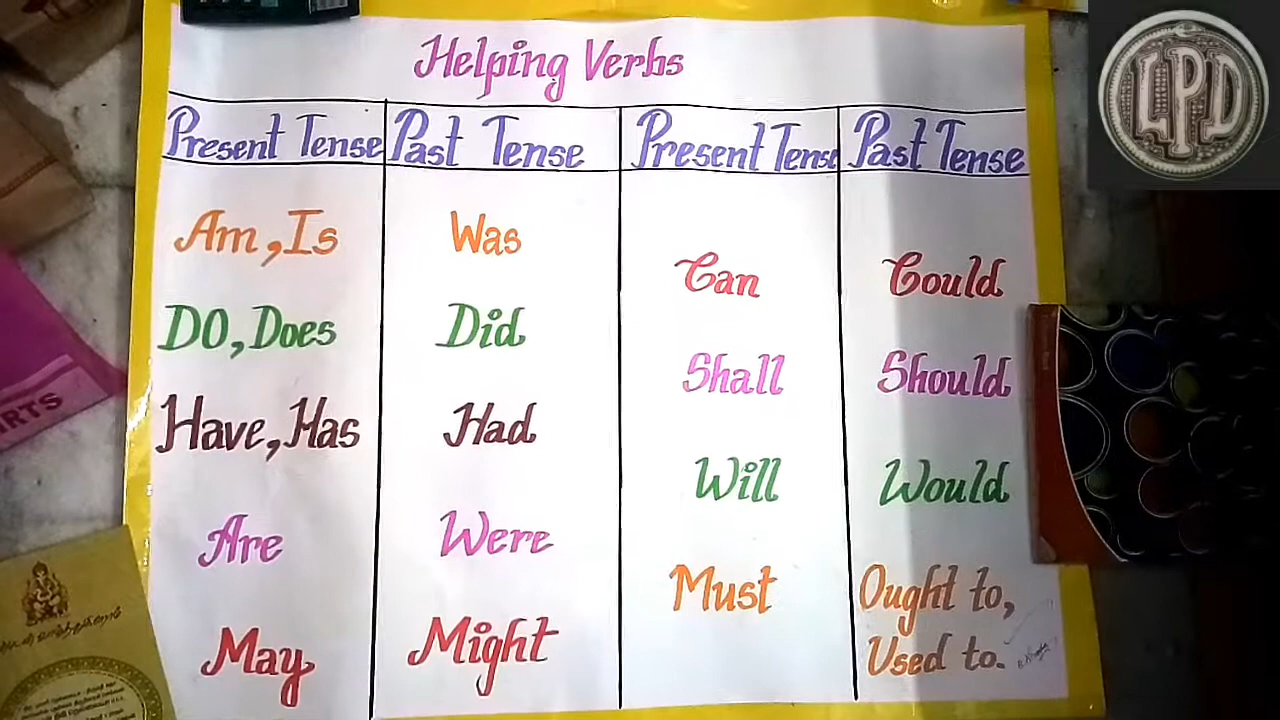 LPD
Helping Verbs
Present Tense Past Tense Present Tense Past Tense
Am, Is Was
Can Could
DO, Does Did
Shall Should
Have, Has Had
Will Would
Are Were
Must Ought to,
May Might
Used to.
RTS